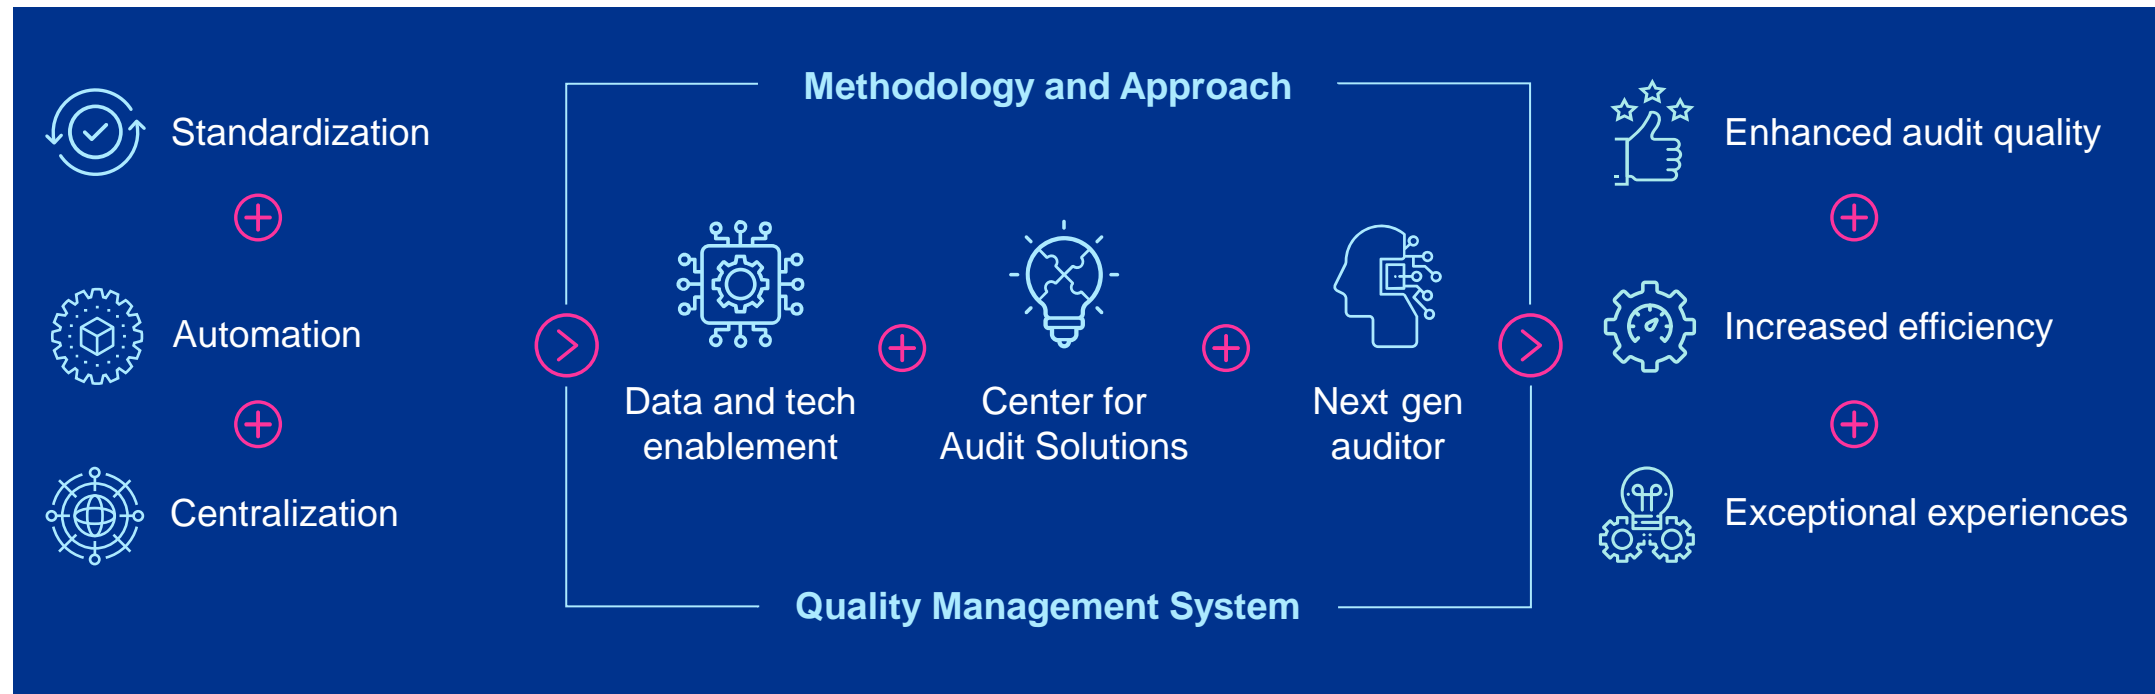 Standardization
Automation
Centralization
Methodology and Approach
Data and tech
enablement
Center for
Audit Solutions
Next gen
auditor
Quality Management System
Enhanced audit quality
Increased efficiency
Exceptional experiences